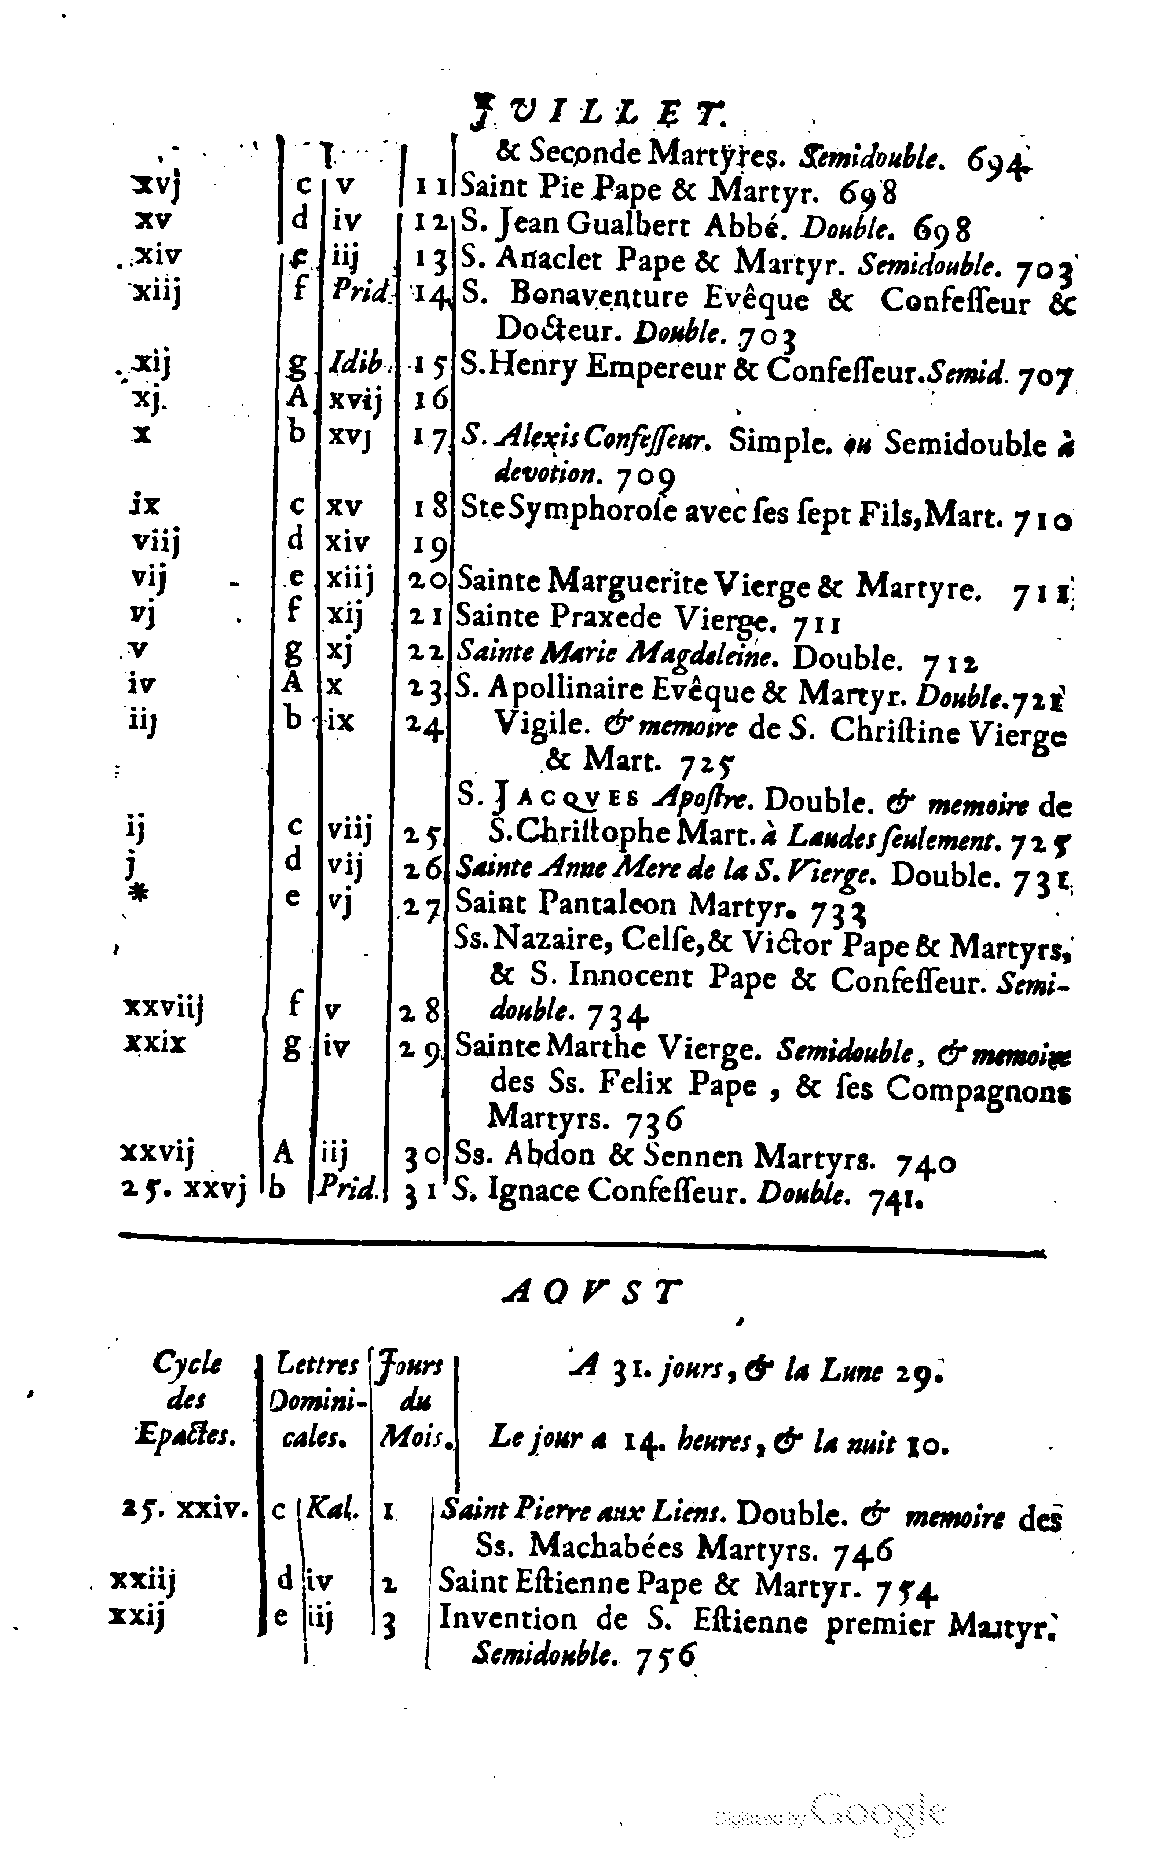 JVILLET.
& Seconde Martyres. Semidouble. 694
xvj c v 11 Saint Pie Pape & Martyr. 698
xv d iv 12 S. Jean Gualbert Abbé. Double. 698
xiv e iij 13 S. Anaclet Pape & Martyr. Semidouble. 703
xiij f Prid. 14 S. Bonaventure Evêque & Confeſſeur &
Docteur. Double. 703
xij g Idib. 15 S. Henry Empereur & Confeſſeur. Semid. 707
xj. A xvij 16
x b xvj 17 S. Alexis Confeſſeur. Simple. ou Semidouble à
devotion. 709
ix c xv 18 Ste Symphoroſe avec ſes ſept Fils, Mart. 710
viij d xiv 19
vij e xiij 20 Sainte Marguerite Vierge & Martyre. 711
vj f xij 21 Sainte Praxede Vierge. 711
v g xj 22 Sainte Marie Magdeleine. Double. 712
iv A x 23 S. Apollinaire Evêque & Martyr. Double. 721
iij b ix 24 Vigile. & memoire de S. Chriſtine Vierge
& Mart. 725
S. JACQVES Apoſtre. Double. & memoire de
ij c viij 25 S. Chriſtophe Mart. à Laudes ſeulement. 725
j d vij 26 Sainte Anne Mere de la S. Vierge. Double. 731
* e vj 27 Saint Pantaleon Martyr. 733
Ss. Nazaire, Celſe, & Victor Pape & Martyrs,
& S. Innocent Pape & Confeſſeur. Semi-
xxviij f v 28 double. 734
xxix g iv 29 Sainte Marthe Vierge. Semidouble, & memoire
des Ss. Felix Pape, & ſes Compagnons
Martyrs. 736
xxvij A iij 30 Ss. Abdon & Sennen Martyrs. 740
25. xxvj b Prid. 31 S. Ignace Confeſſeur. Double. 741.
AOVST
Cycle Lettres Jours A 31. jours, & la Lune 29.
des Domini- du
Epactes. cales. Mois. Le jour a 14. heures, & la nuit 10.
25. xxiv. c Kal. 1 Saint Pierre aux Liens. Double. & memoire des
Ss. Machabées Martyrs. 746
xxiij d iv 2 Saint Eſtienne Pape & Martyr. 754
xxij e iij 3 Invention de S. Eſtienne premier Martyr.
Semidouble. 756
Digitized by Google